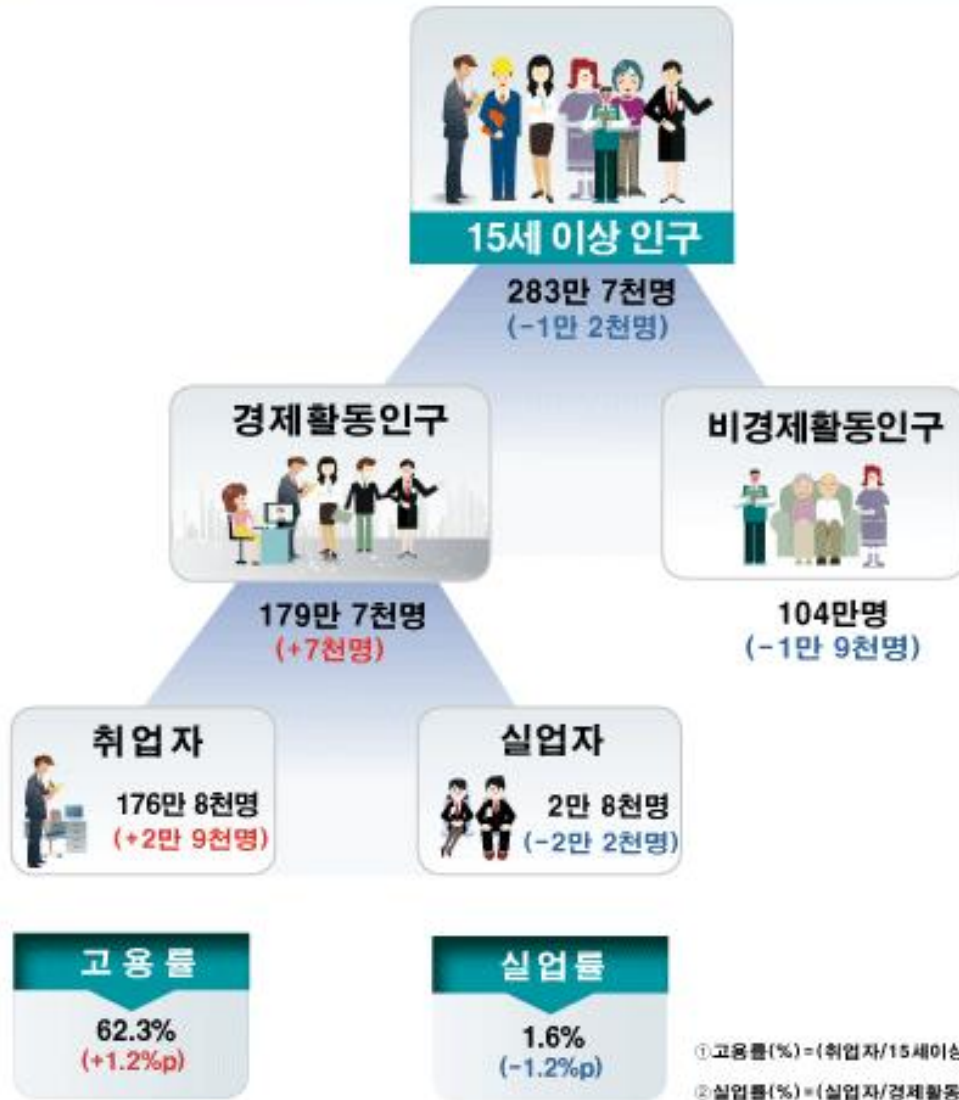 15세 이상 인구
283만 7천명
(-1만 2천명)
경제활동인구
비경제활동인구
179만 7천명
(+7천명)
104만명
(-1만 9천명)
취업자
176만 8천명
(+2만 9천명)
실업자
2만 8천명
(-2만 2천명)
고용률
62.3%
(+1.2%p)
실업률
1.6%
(-1.2%p)
①고용률(%)=(취업자/15세이상
②실업률(%)=(실업자/경제활동